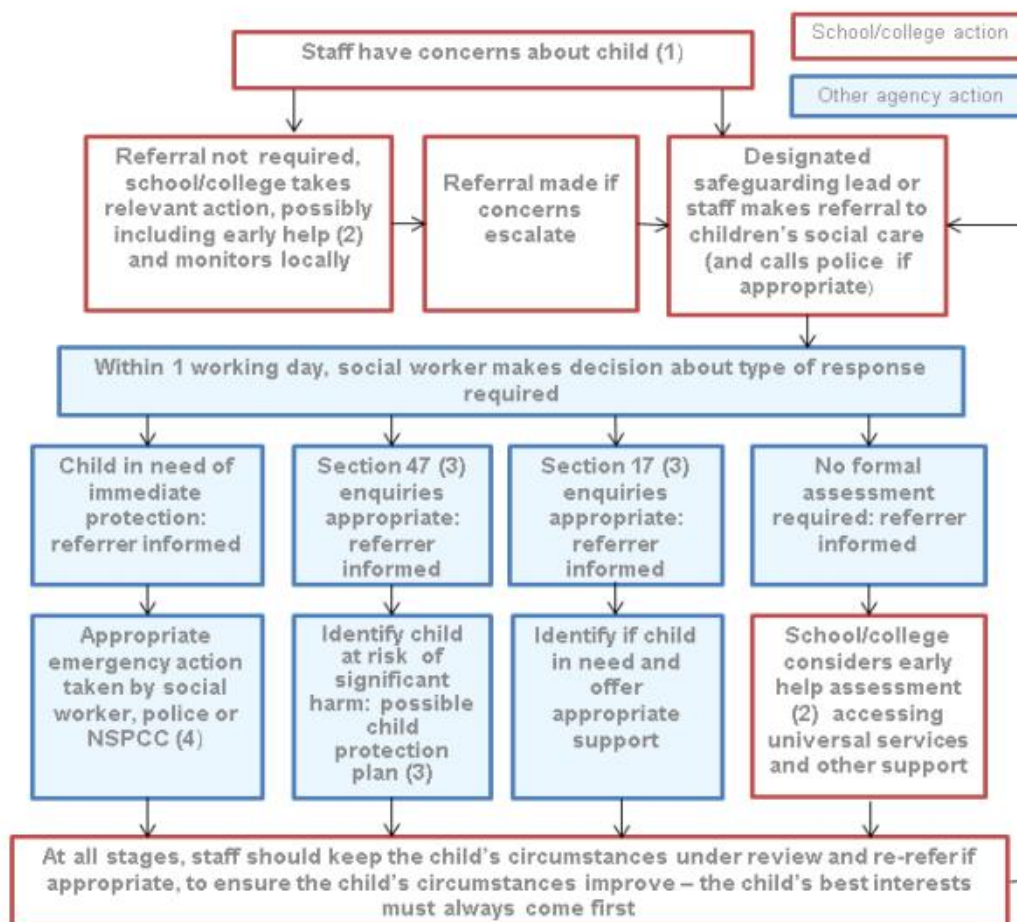 Staff have concerns about child (1)
School/college action
Other agency action
Referral not required,
school/college takes
relevant action, possibly
including early help (2)
and monitors locally
Referral made if
concerns
escalate
Designated
safeguarding lead or
staff makes referral to
children's social care
(and calls police if
appropriate)
Within 1 working day, social worker makes decision about type of response
required
Child in need of
immediate
protection:
referrer informed
Section 47 (3)
enquiries
appropriate:
referrer
informed
Section 17 (3)
enquiries
appropriate:
referrer
informed
No formal
assessment
required: referrer
informed
Appropriate
emergency action
taken by social
worker, police or
NSPCC (4)
Identify child
at risk of
significant
harm: possible
child
protection
plan (3)
Identify if child
in need and
offer
appropriate
support
School/college
considers early
help assessment
(2) accessing
universal services
and other support
At all stages, staff should keep the child's circumstances under review and re-refer if
appropriate, to ensure the child's circumstances improve – the child's best interests
must always come first